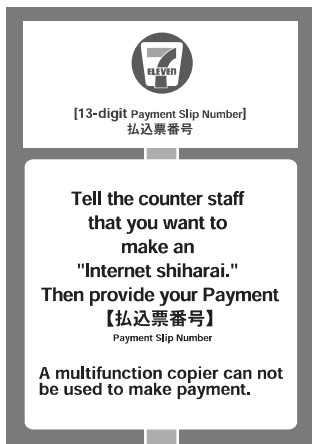 7
ELEVEN
[13-digit Payment Slip Number]
払込票番号
Tell the counter staff
that you want to
make an
"Internet shiharai."
Then provide your Payment
【払込票番号】
Payment Slip Number
A multifunction copier can not
be used to make payment.